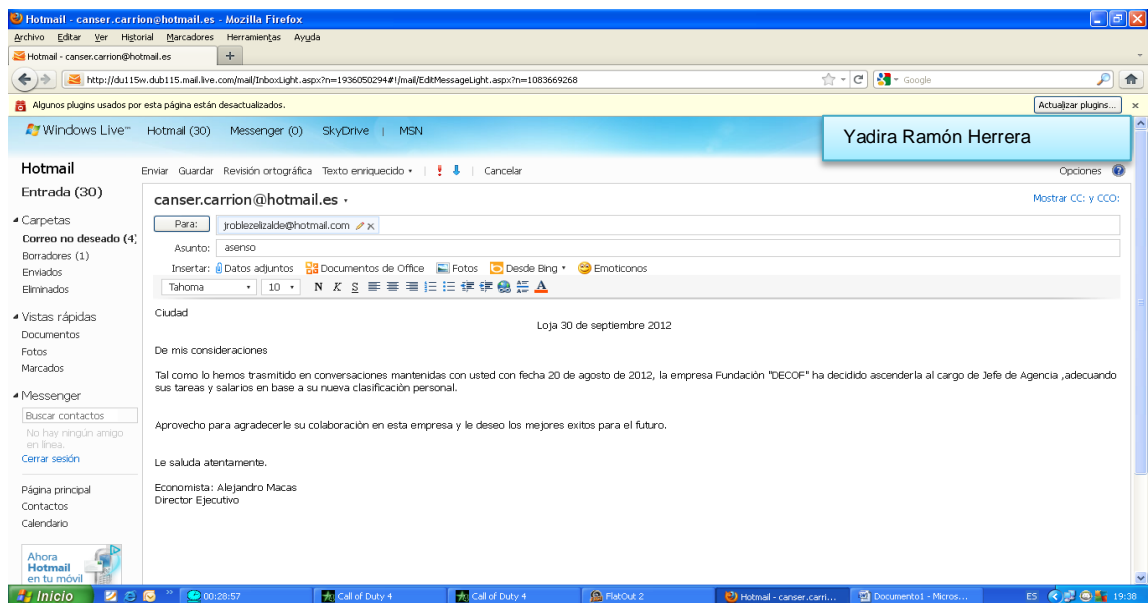 Hotmail - canser.carrion@hotmail.es - Mozilla Firefox
Archivo Editar Ver Historial Marcadores Herramientas Ayuda
Hotmail - canser.carrion@hotmail.es
http://du115w.dub115.mail.live.com/mail/InboxLight.aspx?n=1936050294#!/mail/EditMessageLight.aspx?n=1083669268
Google
Algunos plugins usados por esta página están desactualizados.
Actualizar plugins...
Windows Live™ Hotmail (30) Messenger (0) SkyDrive | MSN
Yadira Ramón Herrera
Hotmail
Enviar Guardar Revisión ortográfica Texto enriquecido | Cancelar
Opciones
Entrada (30)
canser.carrion@hotmail.es
Mostrar CC: y CCO:
Carpetas
Correo no deseado (4)
Borradores (1)
Enviados
Eliminados
Vistas rápidas
Documentos
Fotos
Marcados
Messenger
Buscar contactos
No hay ningún amigo
en línea.
Cerrar sesión
Página principal
Contactos
Calendario
Ahora
Hotmail
en tu móvil
Para: jroblezelizalde@hotmail.com
Asunto: asenso
Insertar: Datos adjuntos Documentos de Office Fotos Desde Bing Emoticonos
Tahoma 10 N K S A
Ciudad
Loja 30 de septiembre 2012
De mis consideraciones
Tal como lo hemos trasmitido en conversaciones mantenidas con usted con fecha 20 de agosto de 2012, la empresa Fundaciòn "DECOF" ha decidido ascenderla al cargo de Jefe de Agencia ,adecuando
sus tareas y salarios en base a su nueva clasificaciòn personal.
Aprovecho para agradecerle su colaboraciòn en esta empresa y le deseo los mejores exitos para el futuro.
Le saluda atentamente.
Economista: Alejandro Macas
Director Ejecutivo
Inicio 00:28:57 Call of Duty 4 Call of Duty 4 FlatOut 2 Hotmail - canser.carri... Documento1 - Micros... ES 19:38